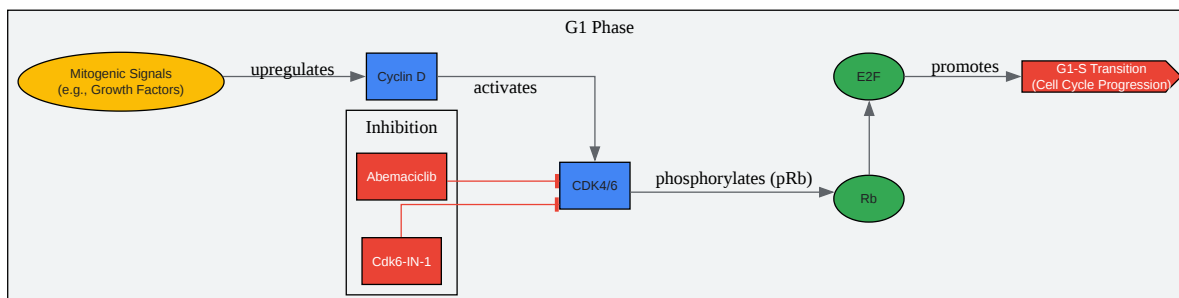 G1 Phase
Mitogenic Signals
(e.g., Growth Factors)
upregulates
Cyclin D
activates
Inhibition
Abemaciclib
Cdk6-IN-1
CDK4/6
phosphorylates (pRb)
Rb
E2F
promotes
G1-S Transition
(Cell Cycle Progression)